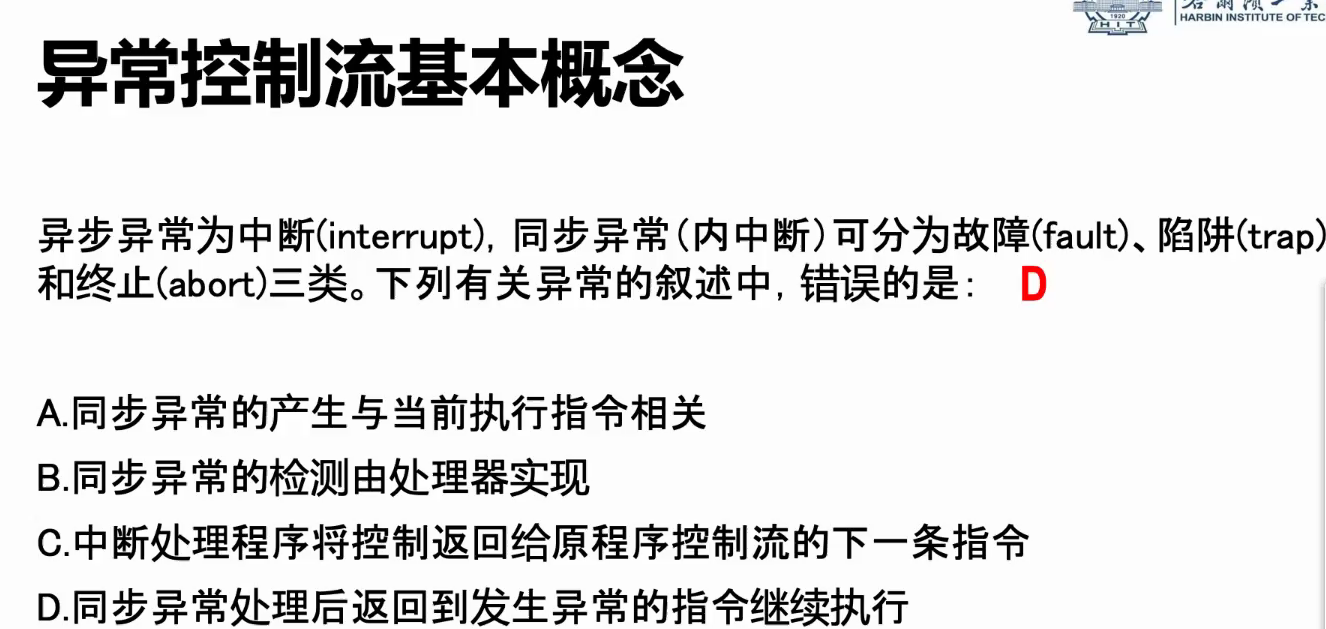 1920
HIT
HARBIN INSTITUTE OF TEC
异常控制流基本概念
异步异常为中断(interrupt), 同步异常(内中断)可分为故障(fault)、陷阱(trap)
和终止(abort)三类。下列有关异常的叙述中, 错误的是: D
A.同步异常的产生与当前执行指令相关
B.同步异常的检测由处理器实现
C.中断处理程序将控制返回给原程序控制流的下一条指令
D.同步异常处理后返回到发生异常的指令继续执行